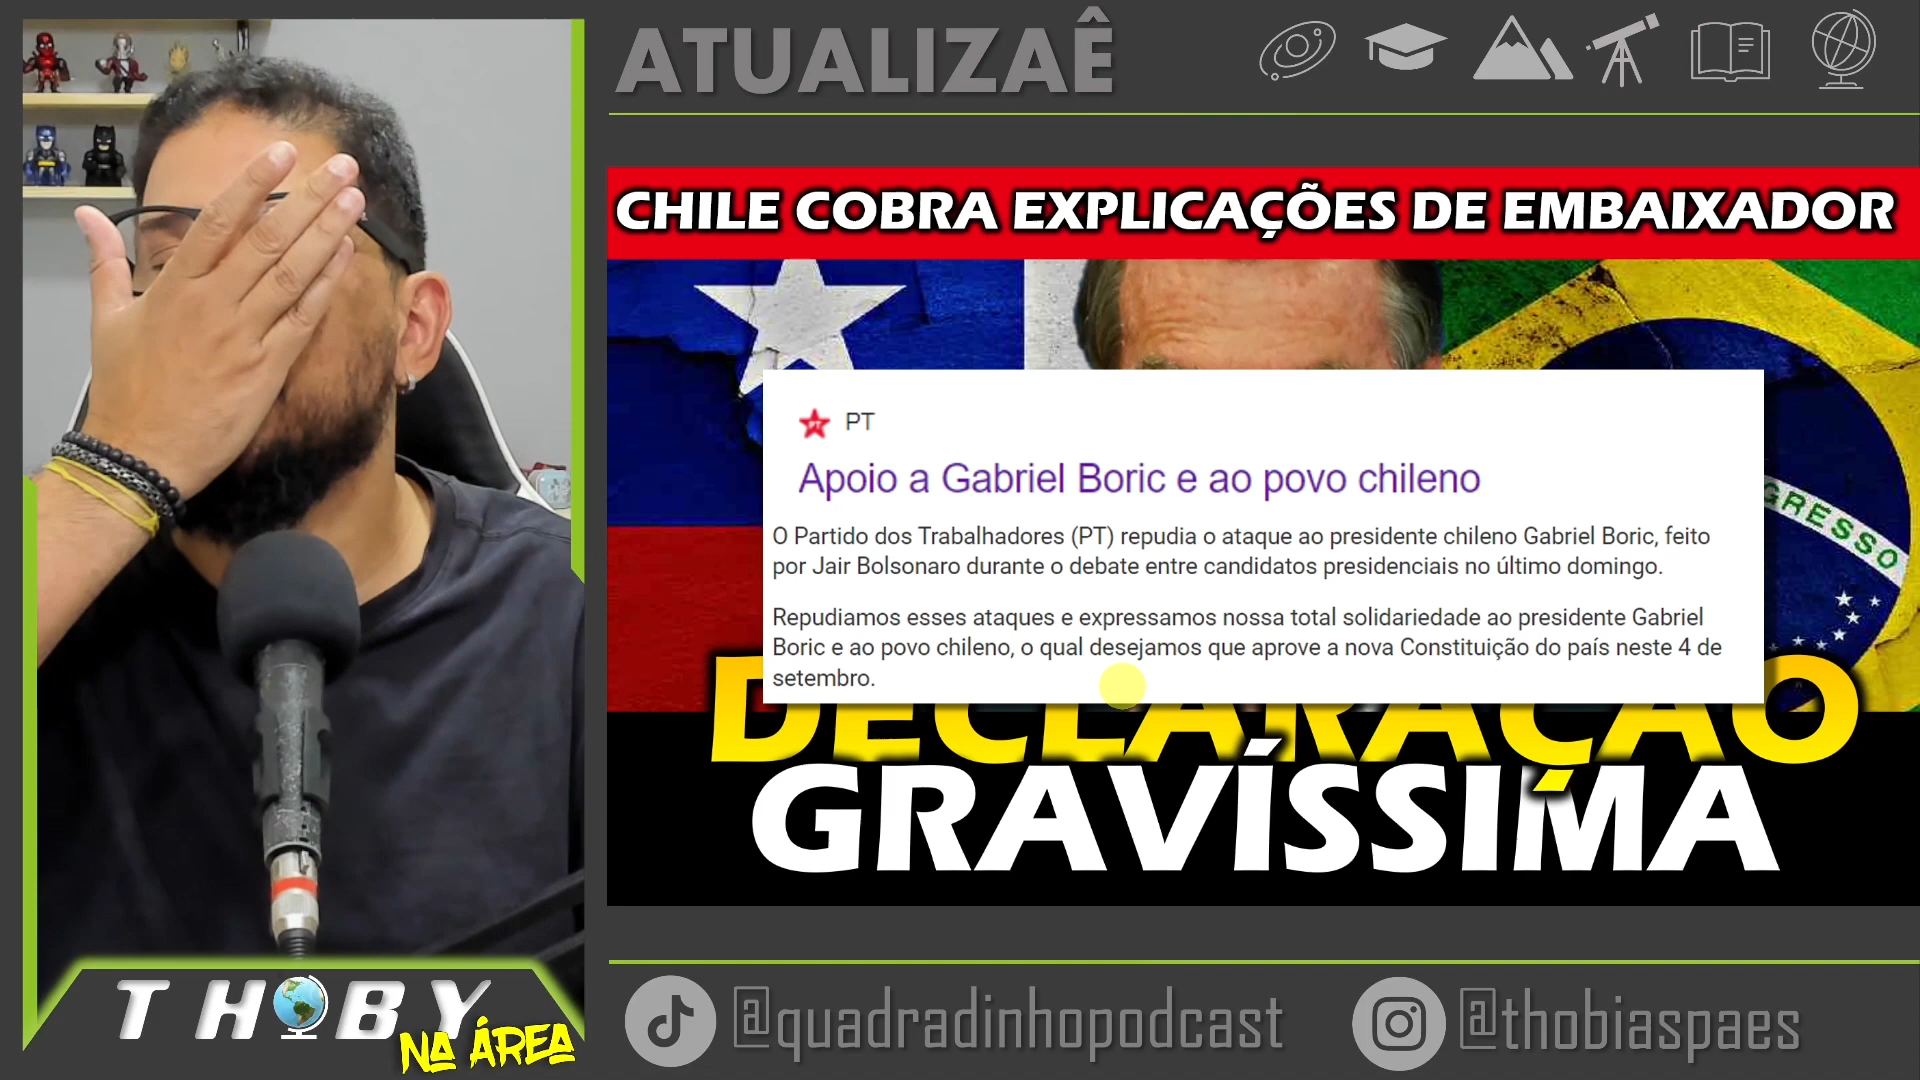 ATUALIZAÊ
CHILE COBRA EXPLICAÇÕES DE EMBAIXADOR
PT
Apoio a Gabriel Boric e ao povo chileno
O Partido dos Trabalhadores (PT) repudia o ataque ao presidente chileno Gabriel Boric, feito
por Jair Bolsonaro durante o debate entre candidatos presidenciais no último domingo.
Repudiamos esses ataques e expressamos nossa total solidariedade ao presidente Gabriel
Boric e ao povo chileno, o qual desejamos que aprove a nova Constituição do país neste 4 de
setembro.
GRESSO
DECLARAÇÃO
GRAVÍSSIMA
THOBY
NA ÁREA
@quadradinhopodcast
@thobiaspaes